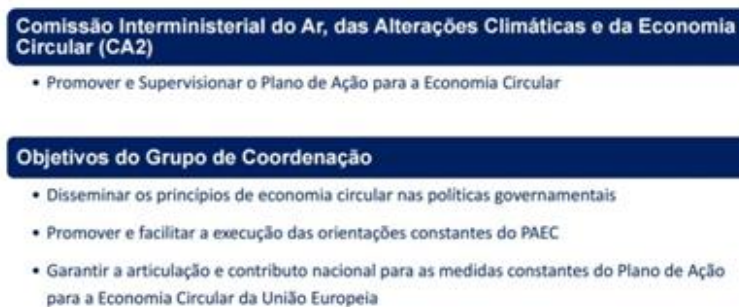 Comissão Interministerial do Ar, das Alterações Climáticas e da Economia
Circular (CA2)
• Promover e Supervisionar o Plano de Ação para a Economia Circular
Objetivos do Grupo de Coordenação
• Disseminar os princípios de economia circular nas políticas governamentais
• Promover e facilitar a execução das orientações constantes do PAEC
• Garantir a articulação e contributo nacional para as medidas constantes do Plano de Ação
para a Economia Circular da União Europeia